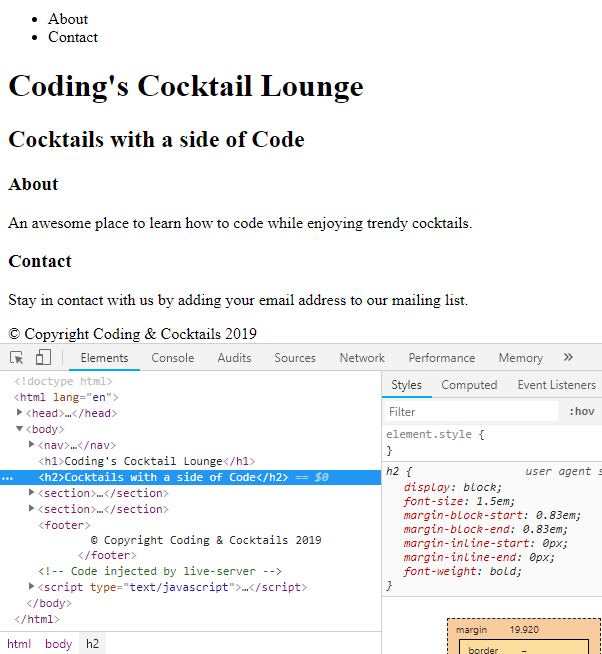 About
Contact
Coding's Cocktail Lounge
Cocktails with a side of Code
About
An awesome place to learn how to code while enjoying trendy cocktails.
Contact
Stay in contact with us by adding your email address to our mailing list.
© Copyright Coding & Cocktails 2019
Elements Console Audits Sources Network Performance Memory »
<!doctype html>
<html lang="en">
<head>…</head>
<body>
<nav>…</nav>
<h1>Coding's Cocktail Lounge</h1>
<h2>Cocktails with a side of Code</h2> == $0
<section>…</section>
<section>…</section>
<footer>
© Copyright Coding & Cocktails 2019
</footer>
<!-- Code injected by live-server -->
<script type="text/javascript">…</script>
</body>
</html>
html body h2
Styles Computed Event Listeners
Filter :hov
element.style {
}
h2 { user agent s
display: block;
font-size: 1.5em;
margin-block-start: 0.83em;
margin-block-end: 0.83em;
margin-inline-start: 0px;
margin-inline-end: 0px;
font-weight: bold;
}
margin 19.920
border –